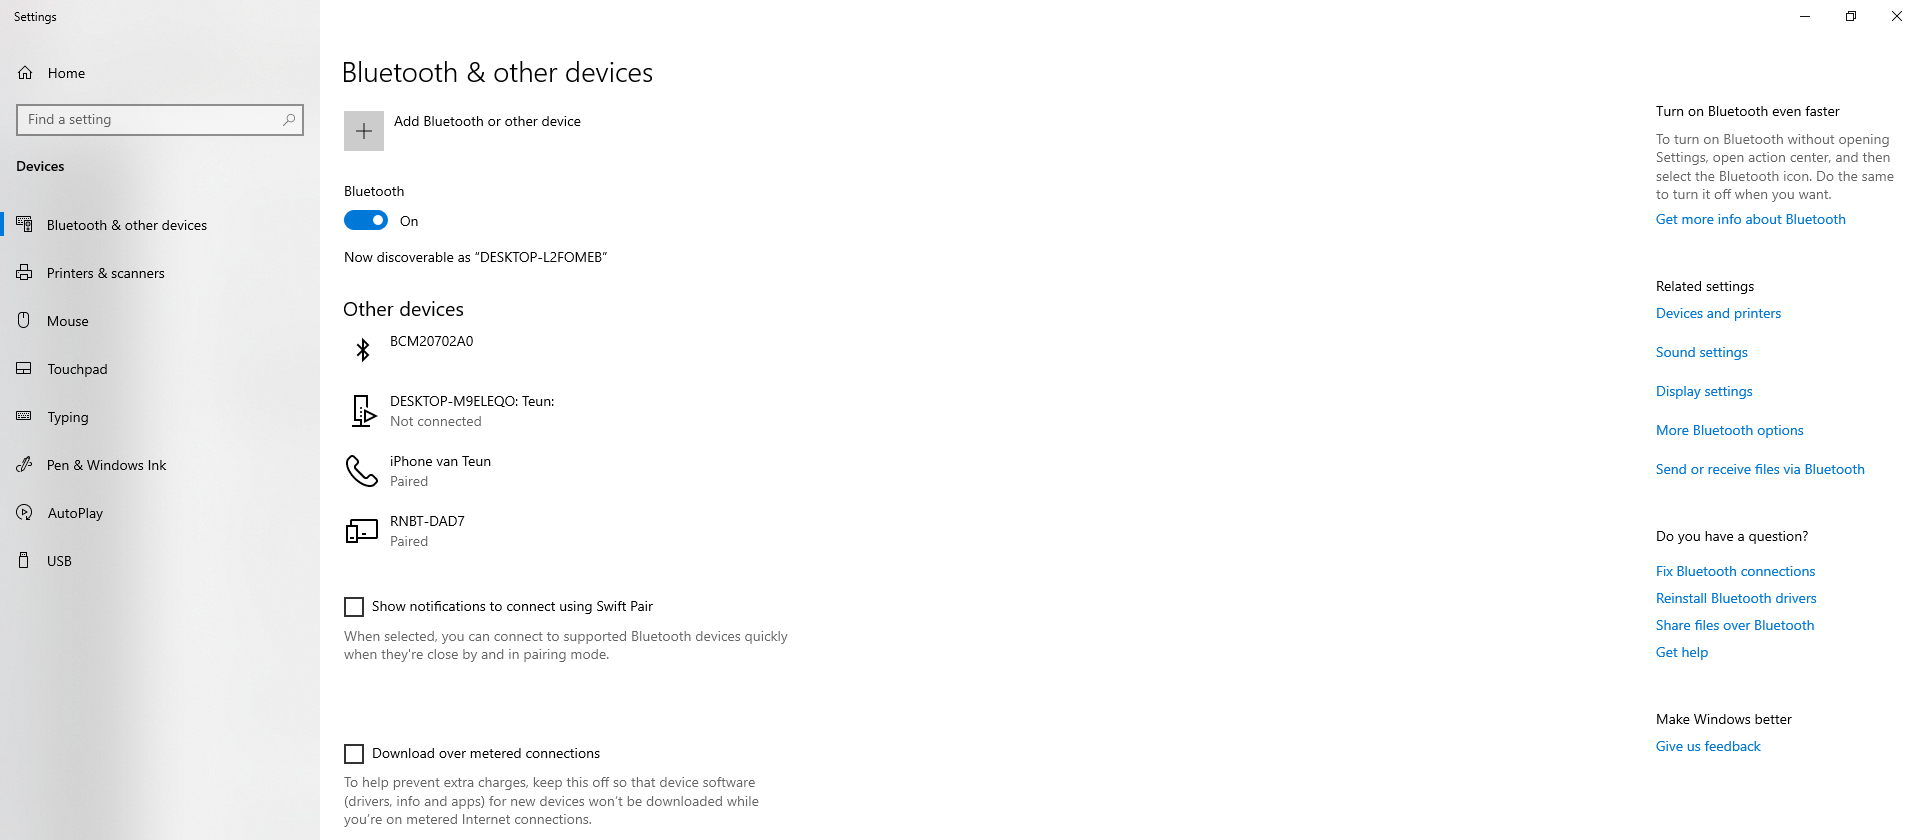 Settings
Home
Find a setting
Devices
Bluetooth & other devices
Printers & scanners
Mouse
Touchpad
Typing
Pen & Windows Ink
AutoPlay
USB
Bluetooth & other devices
Add Bluetooth or other device
Bluetooth
On
Now discoverable as “DESKTOP-L2FOMEB”
Other devices
BCM20702A0
DESKTOP-M9ELEQO: Teun:
Not connected
iPhone van Teun
Paired
RNBT-DAD7
Paired
Show notifications to connect using Swift Pair
When selected, you can connect to supported Bluetooth devices quickly
when they're close by and in pairing mode.
Download over metered connections
To help prevent extra charges, keep this off so that device software
(drivers, info and apps) for new devices won't be downloaded while
you're on metered Internet connections.
Turn on Bluetooth even faster
To turn on Bluetooth without opening
Settings, open action center, and then
select the Bluetooth icon. Do the same
to turn it off when you want.
Get more info about Bluetooth
Related settings
Devices and printers
Sound settings
Display settings
More Bluetooth options
Send or receive files via Bluetooth
Do you have a question?
Fix Bluetooth connections
Reinstall Bluetooth drivers
Share files over Bluetooth
Get help
Make Windows better
Give us feedback